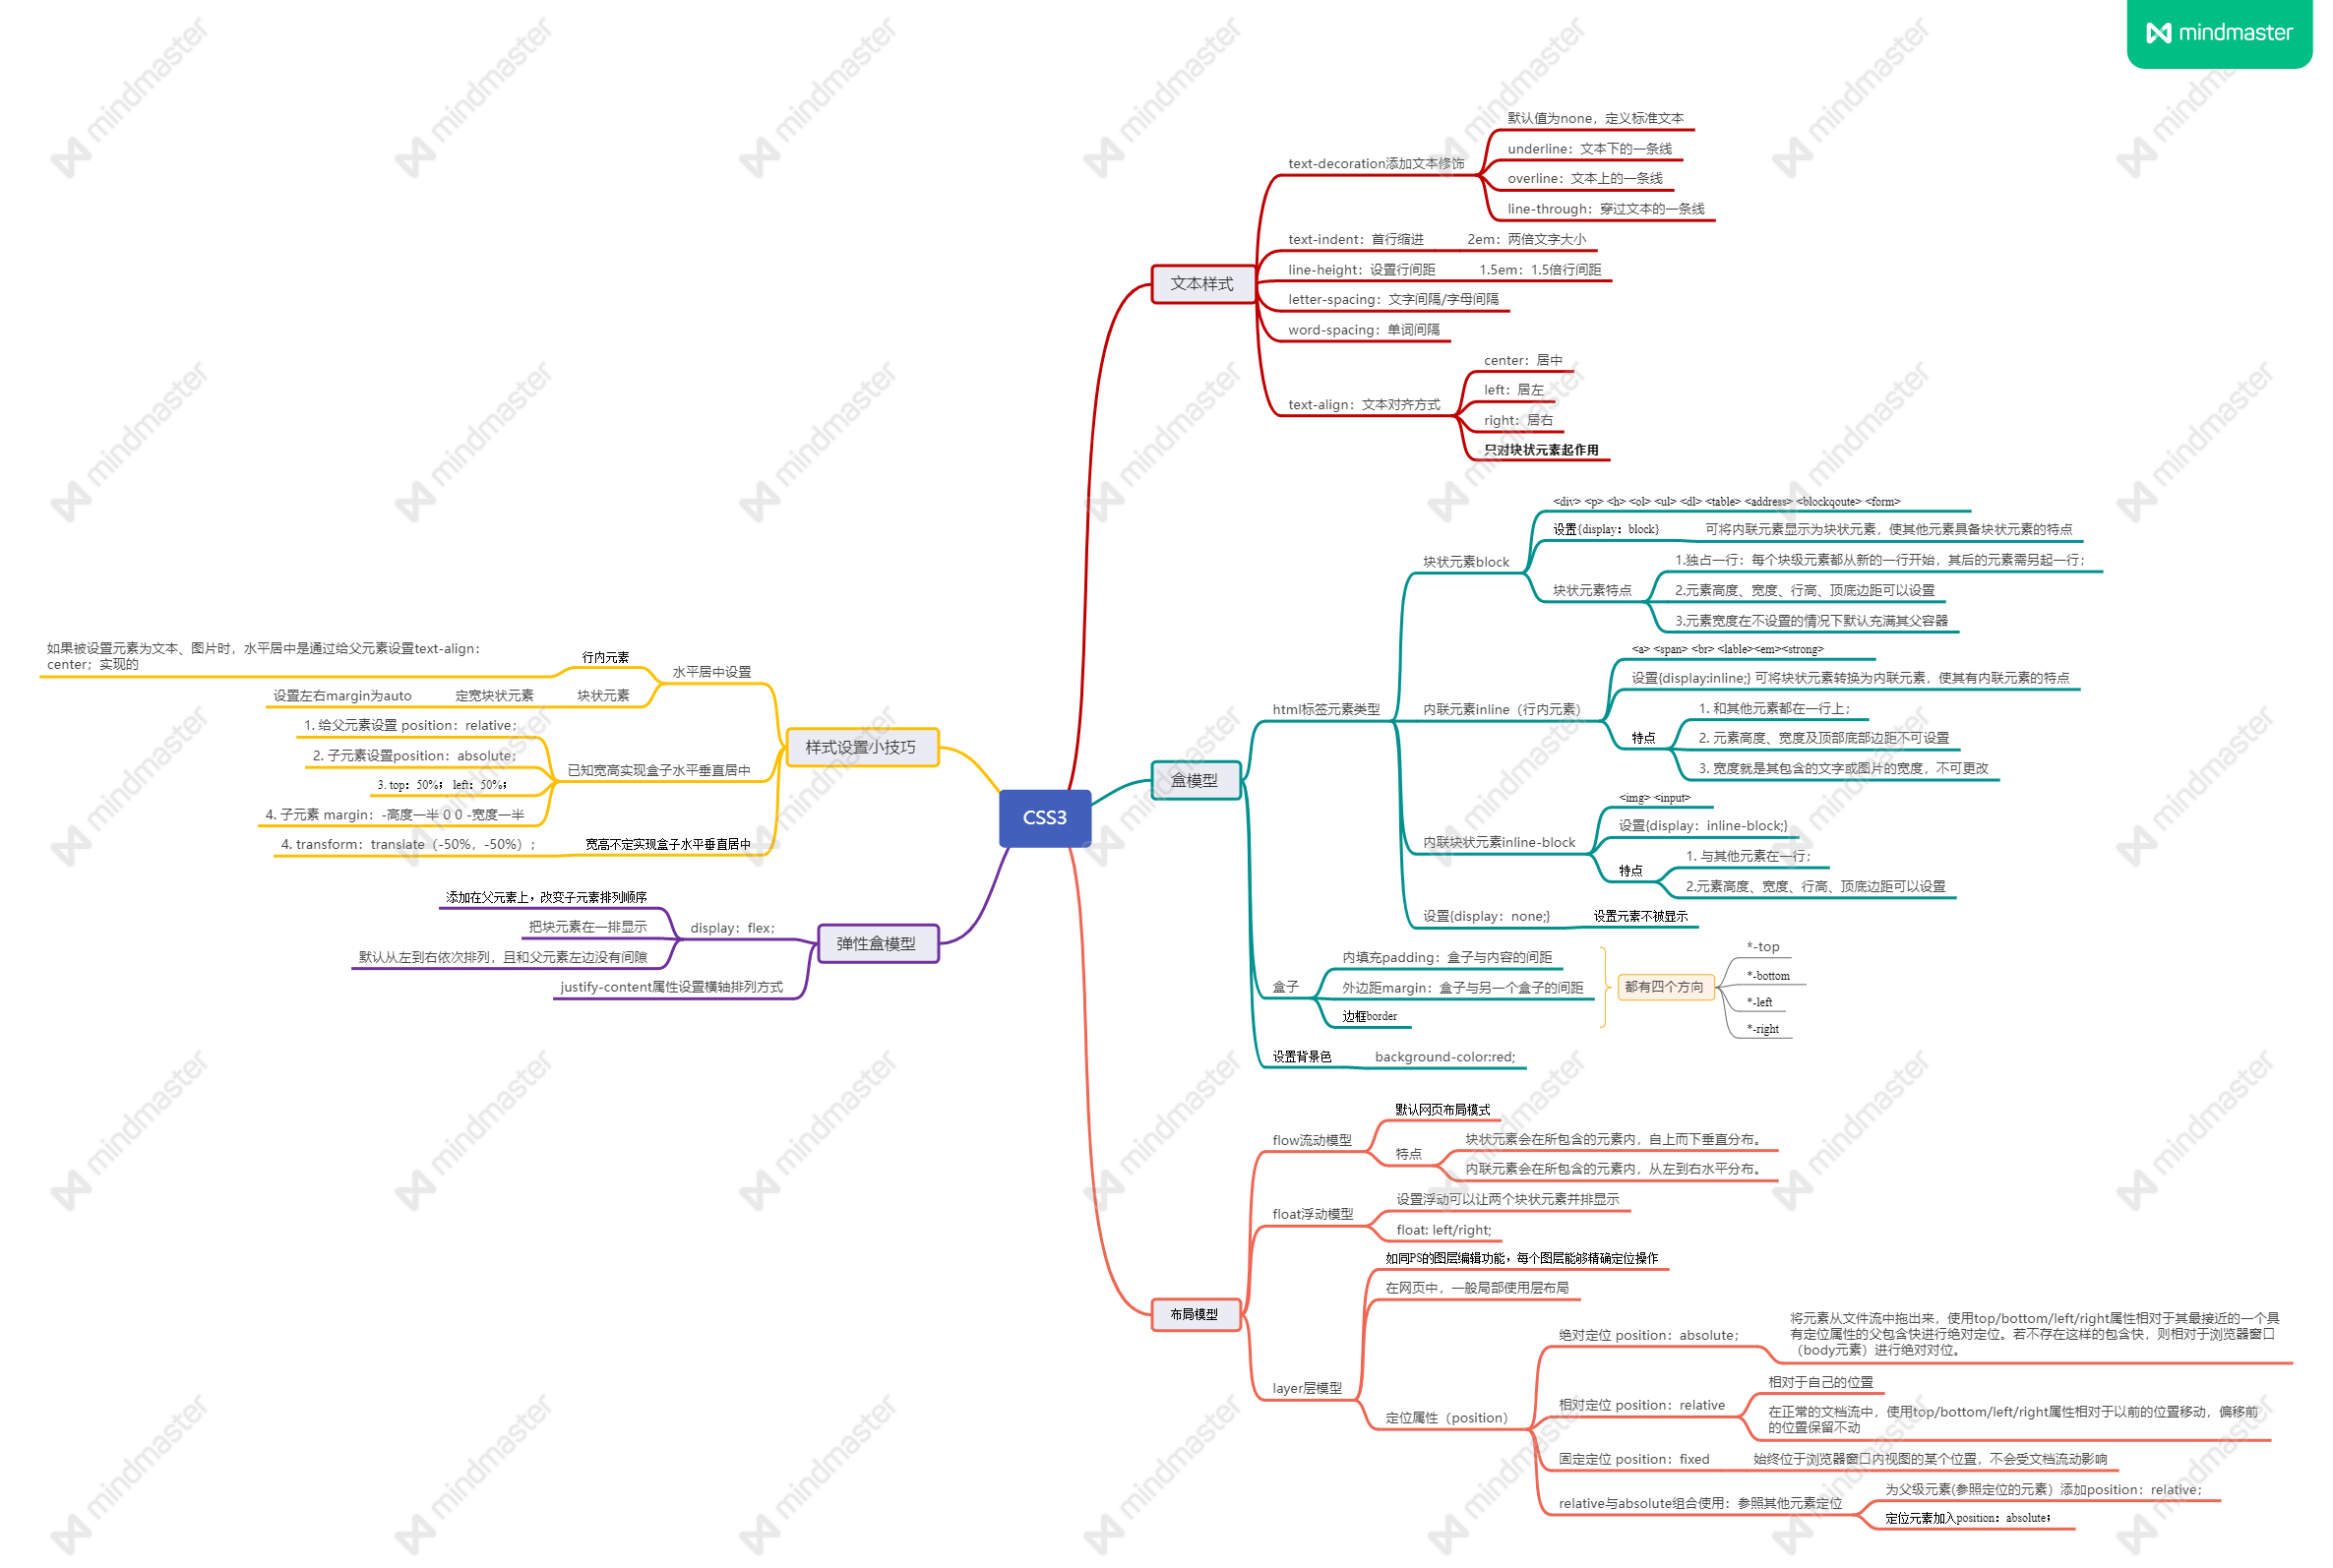 mindmaster
CSS3
文本样式
text-decoration添加文本修饰
默认值为none，定义标准文本
underline：文本下的一条线
overline：文本上的一条线
line-through：穿过文本的一条线
text-indent：首行缩进
2em：两倍文字大小
line-height：设置行间距
1.5em：1.5倍行间距
letter-spacing：文字间隔/字母间隔
word-spacing：单词间隔
text-align：文本对齐方式
center：居中
left：居左
right：居右
只对块状元素起作用
盒模型
html标签元素类型
块状元素block
<div> <p> <h> <ol> <ul> <dl> <table> <address> <blockqoute> <form>
设置{display：block}
可将内联元素显示为块状元素，使其他元素具备块状元素的特点
块状元素特点
1.独占一行：每个块级元素都从新的一行开始，其后的元素需另起一行；
2.元素高度、宽度、行高、顶底边距可以设置
3.元素宽度在不设置的情况下默认充满其父容器
内联元素inline（行内元素）
<a> <span> <br> <lable><em><strong>
设置{display:inline;} 可将块状元素转换为内联元素，使其有内联元素的特点
特点
1. 和其他元素都在一行上；
2. 元素高度、宽度及顶部底部边距不可设置
3. 宽度就是其包含的文字或图片的宽度，不可更改
内联块状元素inline-block
<img> <input>
设置{display：inline-block;}
特点
1. 与其他元素在一行；
2.元素高度、宽度、行高、顶底边距可以设置
设置{display：none;}
设置元素不被显示
盒子
内填充padding：盒子与内容的间距
外边距margin：盒子与另一个盒子的间距
边框border
都有四个方向
*-top
*-bottom
*-left
*-right
设置背景色
background-color:red;
布局模型
flow流动模型
默认网页布局模式
特点
块状元素会在所包含的元素内，自上而下垂直分布。
内联元素会在所包含的元素内，从左到右水平分布。
float浮动模型
设置浮动可以让两个块状元素并排显示
float: left/right;
layer层模型
如同PS的图层编辑功能，每个图层能够精确定位操作
在网页中，一般局部使用层布局
定位属性（position）
绝对定位 position：absolute；
将元素从文件流中拖出来，使用top/bottom/left/right属性相对于其最接近的一个具
有定位属性的父包含快进行绝对定位。若不存在这样的包含快，则相对于浏览器窗口
（body元素）进行绝对对位。
相对定位 position：relative
相对于自己的位置
在正常的文档流中，使用top/bottom/left/right属性相对于以前的位置移动，偏移前
的位置保留不动
固定定位 position：fixed
始终位于浏览器窗口内视图的某个位置，不会受文档流动影响
relative与absolute组合使用：参照其他元素定位
为父级元素(参照定位的元素）添加position：relative；
定位元素加入position：absolute；
样式设置小技巧
水平居中设置
行内元素
如果被设置元素为文本、图片时，水平居中是通过给父元素设置text-align：
center；实现的
块状元素
定宽块状元素
设置左右margin为auto
已知宽高实现盒子水平垂直居中
1. 给父元素设置 position：relative；
2. 子元素设置position：absolute；
3. top：50%； left：50%；
4. 子元素 margin：-高度一半 0 0 -宽度一半
宽高不定实现盒子水平垂直居中
4. transform：translate（-50%，-50%）；
弹性盒模型
display：flex；
添加在父元素上，改变子元素排列顺序
把块元素在一排显示
默认从左到右依次排列，且和父元素左边没有间隙
justify-content属性设置横轴排列方式